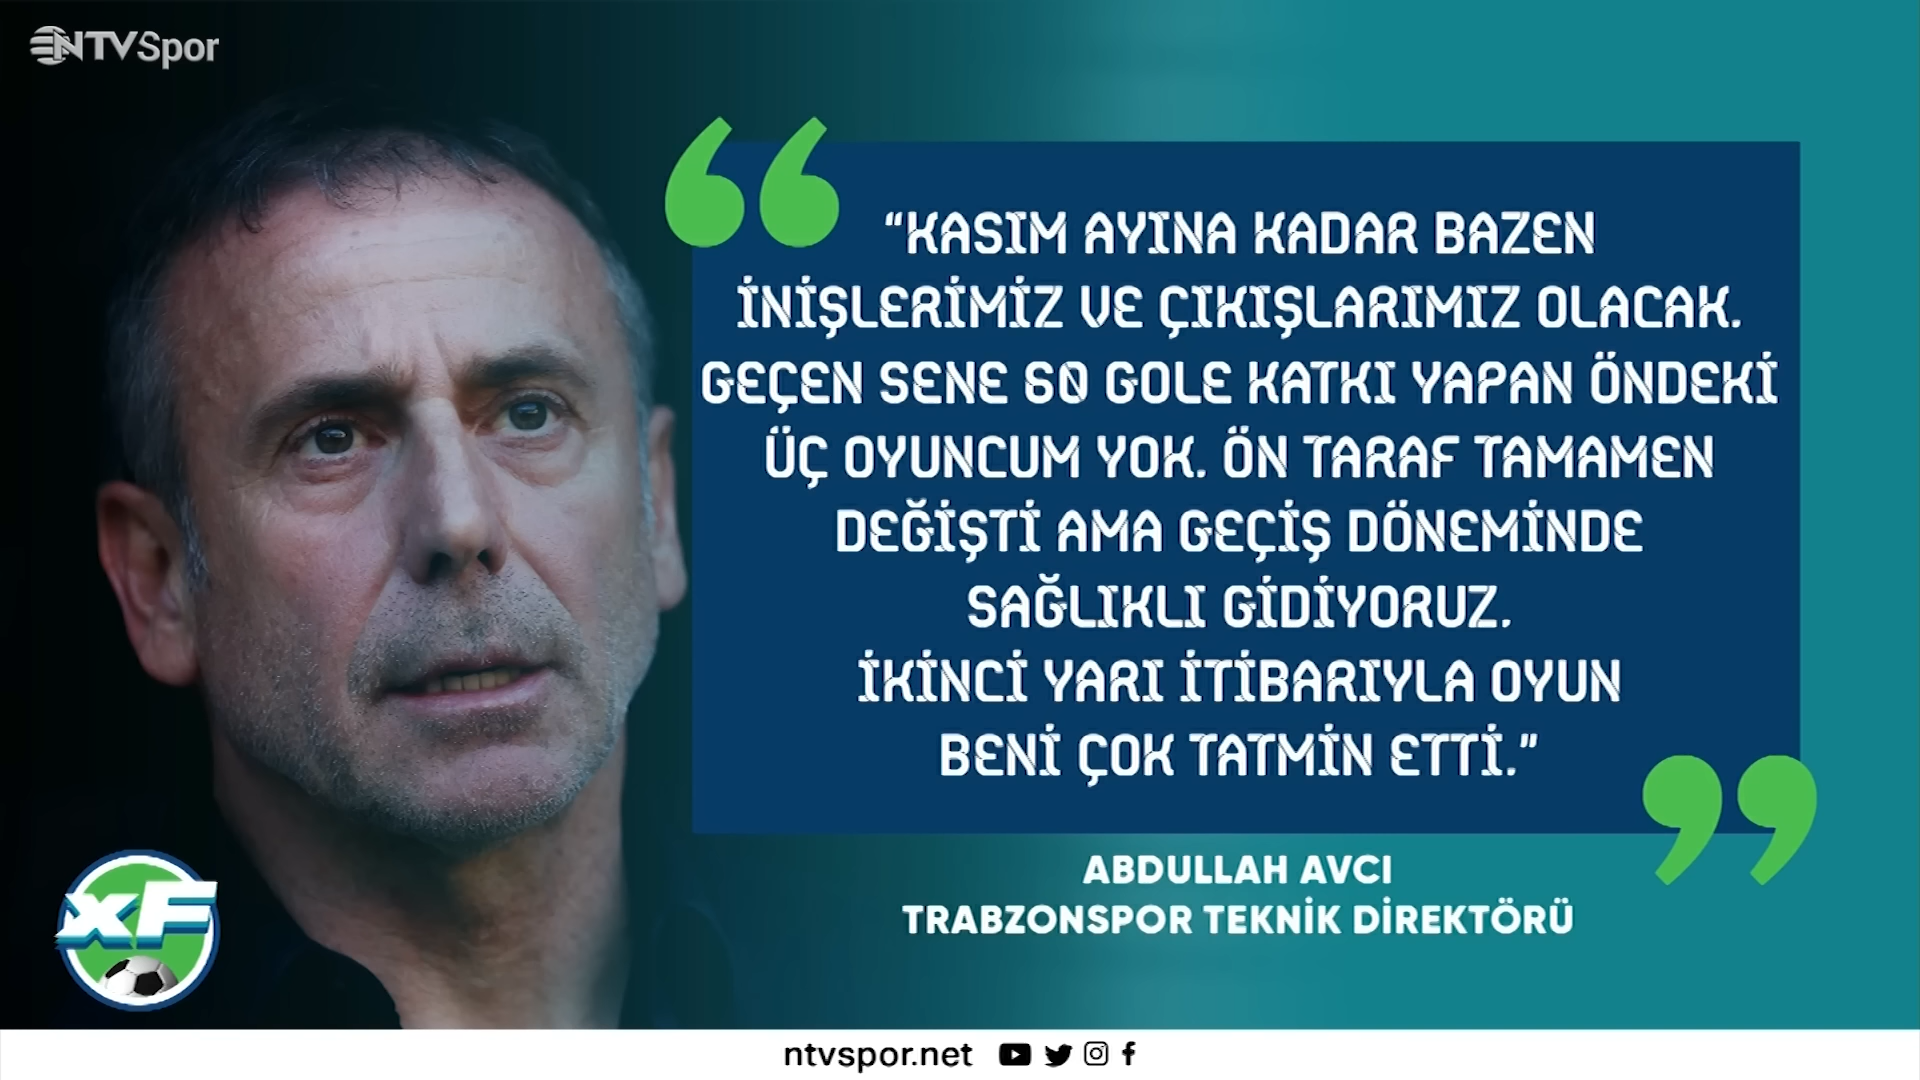 NTVSpor
“KASIM AYINA KADAR BAZEN
İNİŞLERİMİZ VE ÇIKIŞLARIMIZ OLACAK.
GEÇEN SENE 60 GOLE KATKI YAPAN ÖNDEKİ
ÜÇ OYUNCUM YOK. ÖN TARAF TAMAMEN
DEĞİŞTİ AMA GEÇİŞ DÖNEMİNDE
SAĞLIKLI GİDİYORUZ.
İKİNCİ YARI İTİBARIYLA OYUN
BENİ ÇOK TATMİN ETTİ.”
ABDULLAH AVCI
TRABZONSPOR TEKNİK DİREKTÖRÜ
XF
ntvspor.net